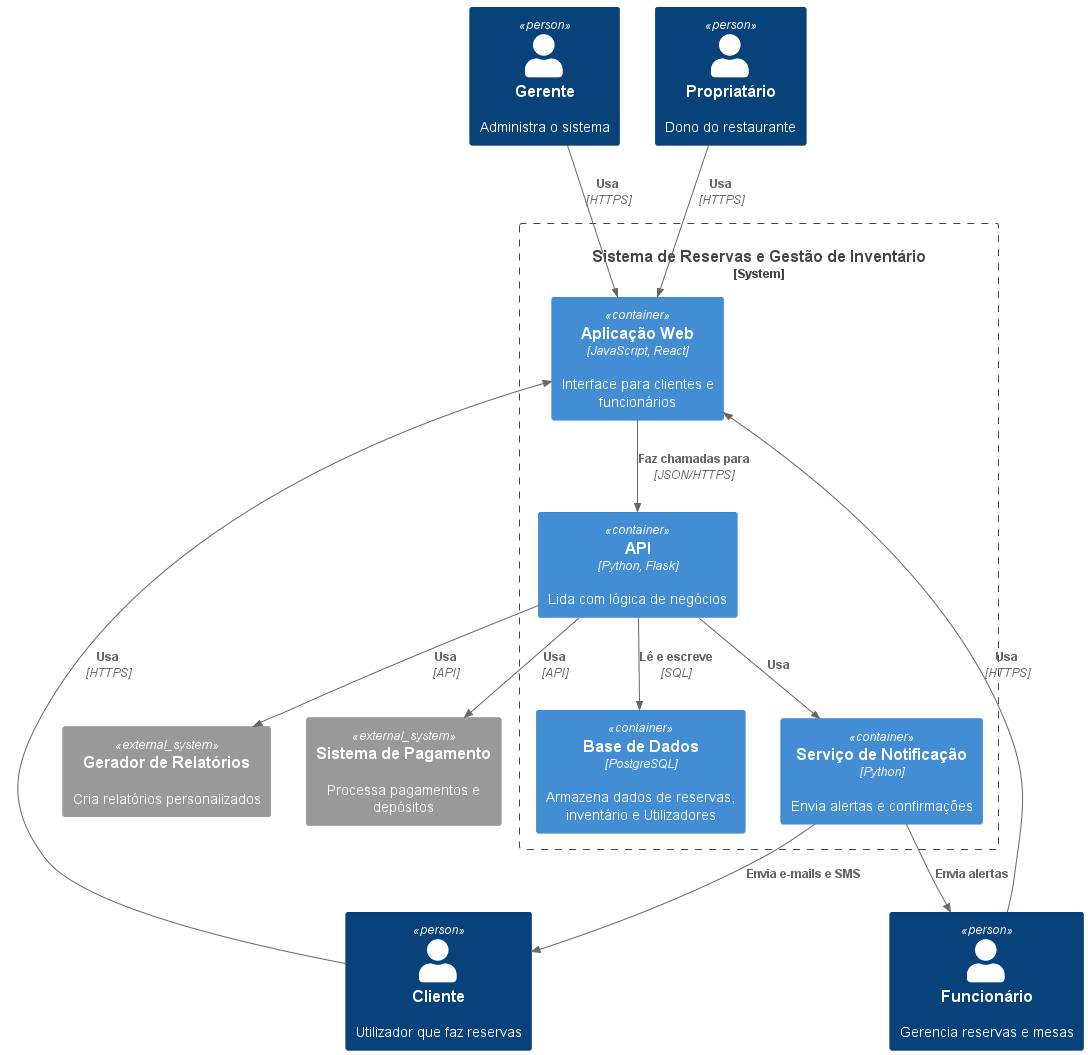 «person»
Gerente
Administra o sistema
«person»
Propriatário
Dono do restaurante
Usa
[HTTPS]
Usa
[HTTPS]
Sistema de Reservas e Gestão de Inventário
[System]
«container»
Aplicação Web
[JavaScript, React]
Interface para clientes e
funcionários
Faz chamadas para
[JSON/HTTPS]
«container»
API
[Python, Flask]
Lida com lógica de negócios
Usa
[HTTPS]
Usa
[API]
Usa
[API]
Lê e escreve
[SQL]
Usa
Usa
[HTTPS]
«external_system»
Gerador de Relatórios
Cria relatórios personalizados
«external_system»
Sistema de Pagamento
Processa pagamentos e
depósitos
«container»
Base de Dados
[PostgreSQL]
Armazena dados de reservas,
inventário e Utilizadores
«container»
Serviço de Notificação
[Python]
Envia alertas e confirmações
Envia e-mails e SMS
Envia alertas
«person»
Cliente
Utilizador que faz reservas
«person»
Funcionário
Gerencia reservas e mesas